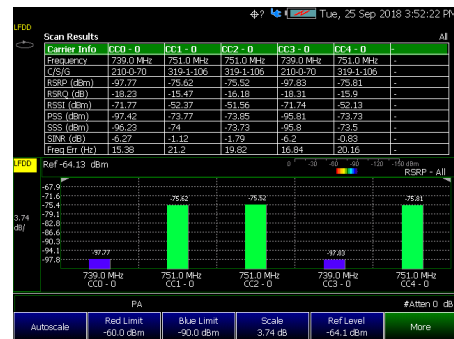 Tue, 25 Sep 2018 3:52:22 PM
LFDD
Scan Results All
Carrier Info CC0 - 0 CC1 - 0 CC2 - 0 CC3 - 0 CC4 - 0 -
Frequency 739.0 MHz 751.0 MHz 751.0 MHz 739.0 MHz 751.0 MHz -
C/S/G 210-0-70 319-1-106 319-1-106 210-0-70 319-1-106 -
RSRP (dBm) -97.77 -75.62 -75.52 -97.83 -75.81 -
RSRQ (dB) -18.23 -15.47 -16.18 -18.31 -15.9 -
RSSI (dBm) -71.77 -52.37 -51.56 -71.74 -52.13 -
PSS (dBm) -97.42 -73.77 -73.85 -95.81 -73.73 -
SSS (dBm) -96.23 -74 -73.73 -95.8 -73.5 -
SINR (dB) -6.27 -1.12 -1.79 -6.2 -0.83 -
Freq Err (Hz) 15.38 21.2 19.82 16.84 20.16 -
LFDD Ref -64.13 dBm 0 -30 -60 -90 -120 -150 dBm
RSRP - All
-67.9
-71.6
-75.4
-79.1
-82.8
-86.6
-90.3
-94.1
-97.8
3.74
dB/
-97.77 -75.62 -75.52 -97.83 -75.81
739.0 MHz 751.0 MHz 751.0 MHz 739.0 MHz 751.0 MHz
CC0 - 0 CC1 - 0 CC2 - 0 CC3 - 0 CC4 - 0
PA #Atten 0 dB
Autoscale Red Limit Blue Limit Scale Ref Level More
-60.0 dBm -90.0 dBm 3.74 dB -64.1 dBm